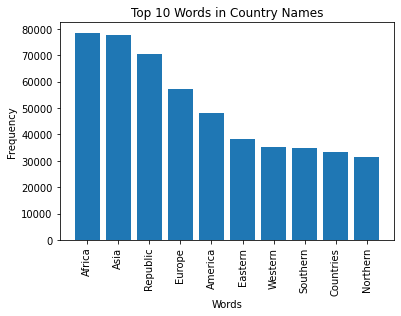 Top 10 Words in Country Names
80000
70000
60000
50000
40000
30000
20000
10000
0
Frequency
Africa
Asia
Republic
Europe
America
Eastern
Western
Southern
Countries
Northern
Words